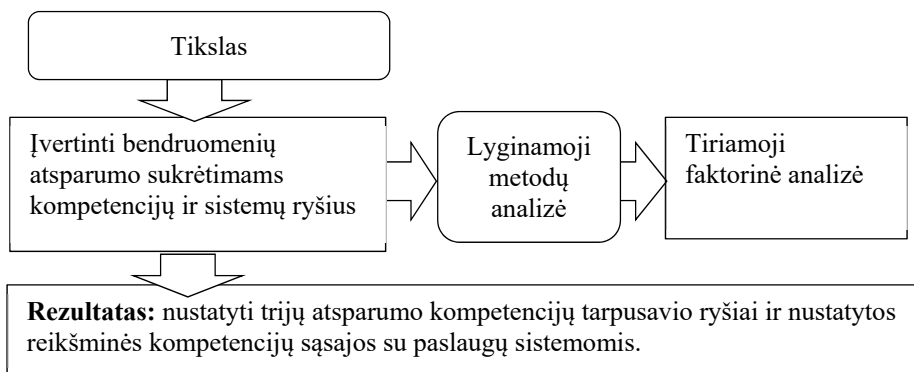 Tikslas
Įvertinti bendruomenių
atsparumo sukrėtimams
kompetencijų ir sistemų ryšius
Lyginamoji
metodų
analizė
Tiriamoji
faktorinė analizė
Rezultatas: nustatyti trijų atsparumo kompetencijų tarpusavio ryšiai ir nustatytos
reikšminės kompetencijų sąsajos su paslaugų sistemomis.